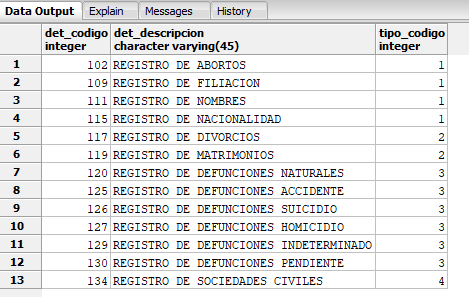 Data Output Explain Messages History
det_codigo det_descripcion tipo_codigo
integer character varying(45) integer
1 102 REGISTRO DE ABORTOS 1
2 109 REGISTRO DE FILIACION 1
3 111 REGISTRO DE NOMBRES 1
4 115 REGISTRO DE NACIONALIDAD 1
5 117 REGISTRO DE DIVORCIOS 2
6 119 REGISTRO DE MATRIMONIOS 2
7 120 REGISTRO DE DEFUNCIONES NATURALES 3
8 125 REGISTRO DE DEFUNCIONES ACCIDENTE 3
9 126 REGISTRO DE DEFUNCIONES SUICIDIO 3
10 127 REGISTRO DE DEFUNCIONES HOMICIDIO 3
11 129 REGISTRO DE DEFUNCIONES INDETERMINADO 3
12 130 REGISTRO DE DEFUNCIONES PENDIENTE 3
13 134 REGISTRO DE SOCIEDADES CIVILES 4